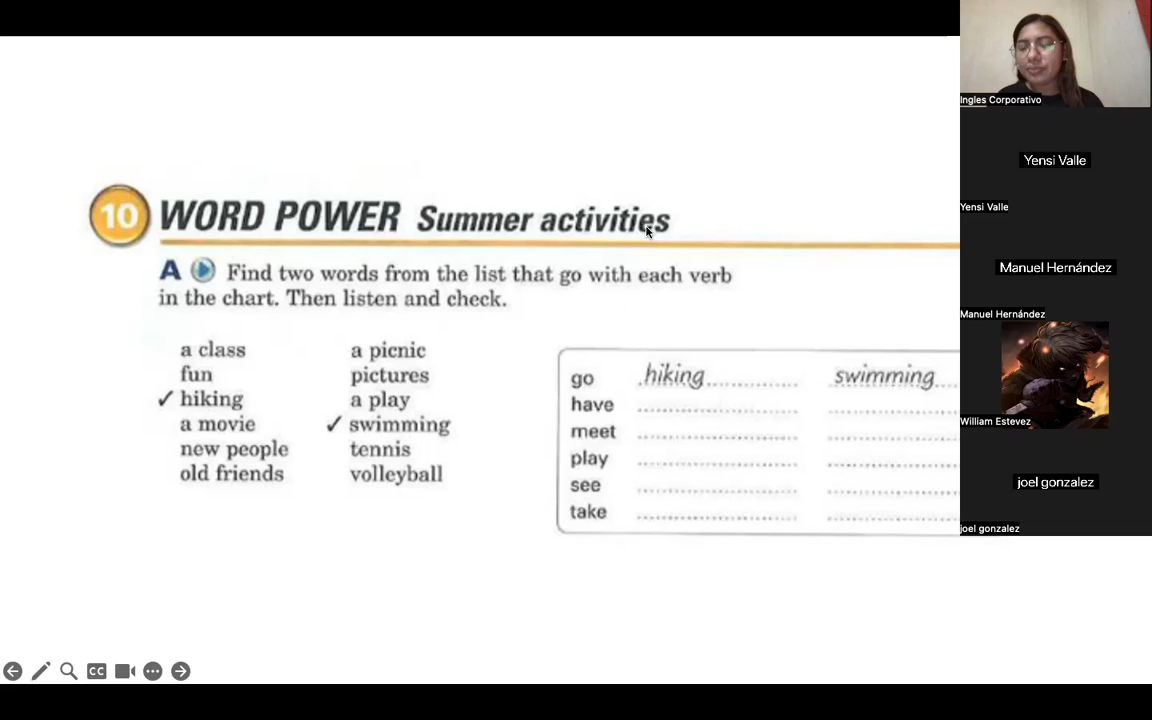 10 WORD POWER Summer activities
A Find two words from the list that go with each verb
in the chart. Then listen and check.
a class
fun
✓ hiking
a movie
new people
old friends
a picnic
pictures
a play
✓ swimming
tennis
volleyball
go hiking swimming
have
meet
play
see
take
Ingles Corporativo
Yensi Valle
Yensi Valle
Manuel Hernández
Manuel Hernández
William Estevez
joel gonzalez
joel gonzalez
CC